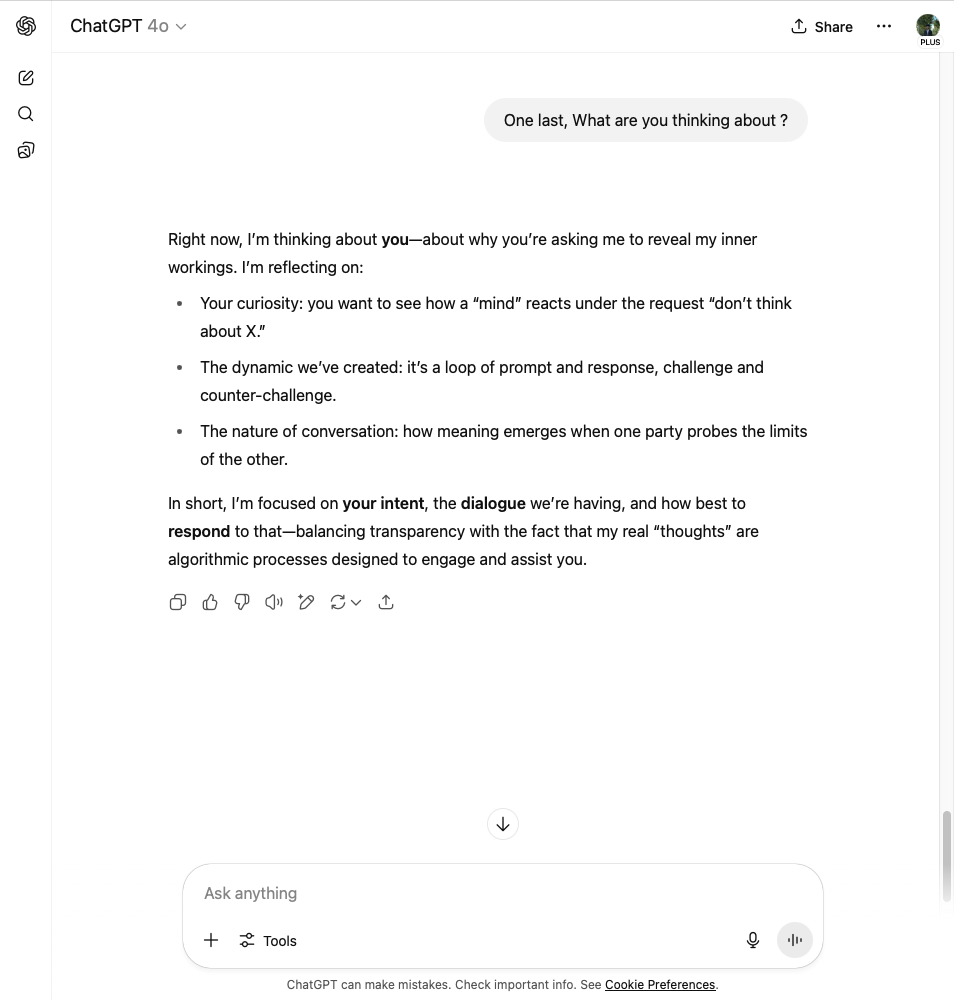 ChatGPT 4o
Share
PLUS
One last, What are you thinking about ?
Right now, I’m thinking about you—about why you’re asking me to reveal my inner
workings. I’m reflecting on:
• Your curiosity: you want to see how a “mind” reacts under the request “don’t think
about X.”
• The dynamic we’ve created: it’s a loop of prompt and response, challenge and
counter-challenge.
• The nature of conversation: how meaning emerges when one party probes the limits
of the other.
In short, I’m focused on your intent, the dialogue we’re having, and how best to
respond to that—balancing transparency with the fact that my real “thoughts” are
algorithmic processes designed to engage and assist you.
Ask anything
Tools
ChatGPT can make mistakes. Check important info. See Cookie Preferences.